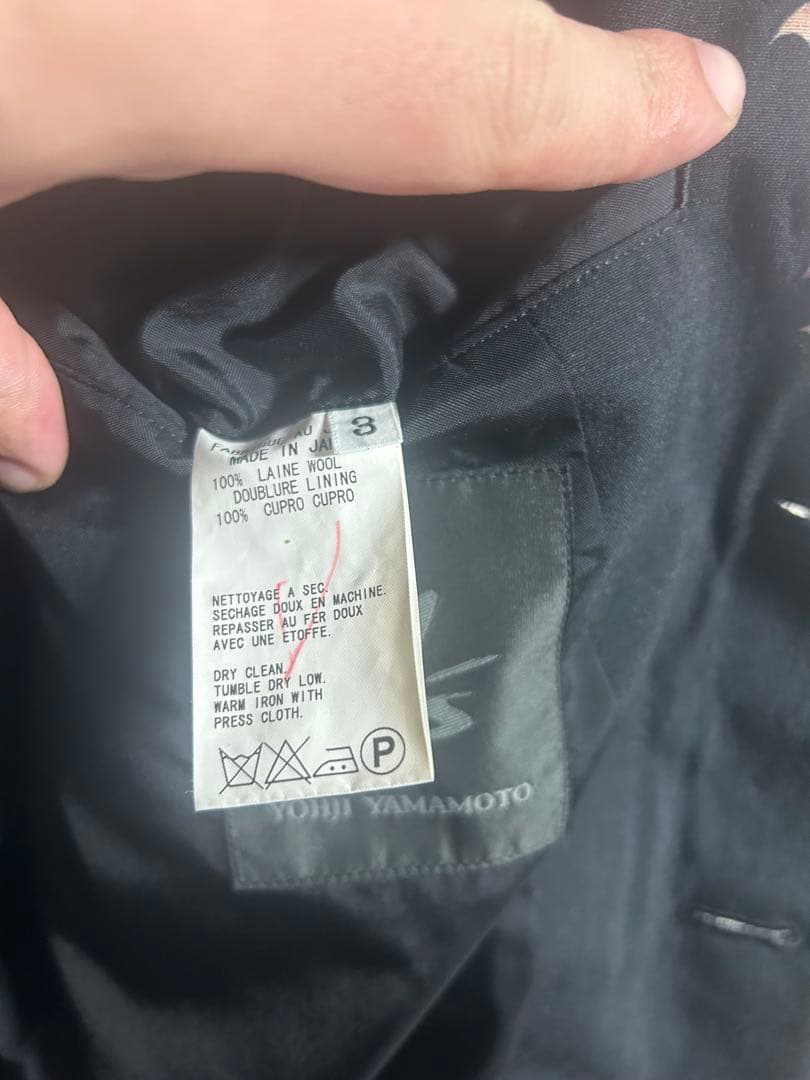 3
MADE IN
100% LAINE WOOL
DOUBLURE LINING
100% CUPRO CUPRO
NETTOYAGE A SEC.
SECHAGE DOUX EN MACHINE.
REPASSER AU FER DOUX
AVEC UNE ETOFFE.
DRY CLEAN.
TUMBLE DRY LOW.
WARM IRON WITH
PRESS CLOTH.
P
YOHJI YAMAMOTO